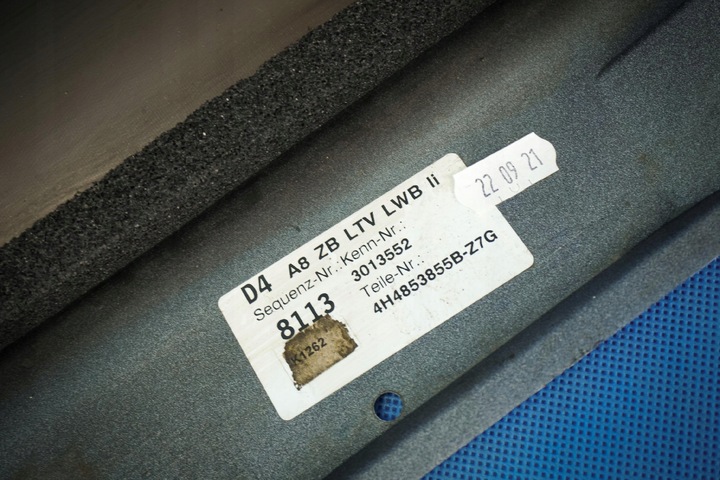 D4 A8 ZB LTV LWB li
Sequenz-Nr.: Kenn-Nr.:
8113 3013552
Teile-Nr.:
4H4853855B-Z7G
K1262
22 09 21